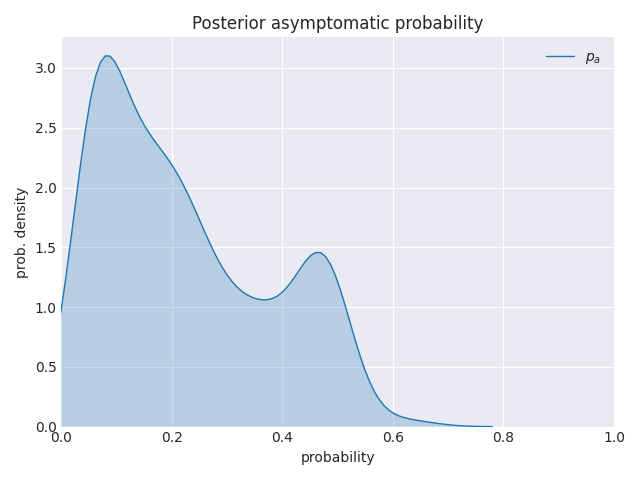 Posterior asymptomatic probability
pₐ
prob. density
3.0
2.5
2.0
1.5
1.0
0.5
0.0
0.0 0.2 0.4 0.6 0.8 1.0
probability